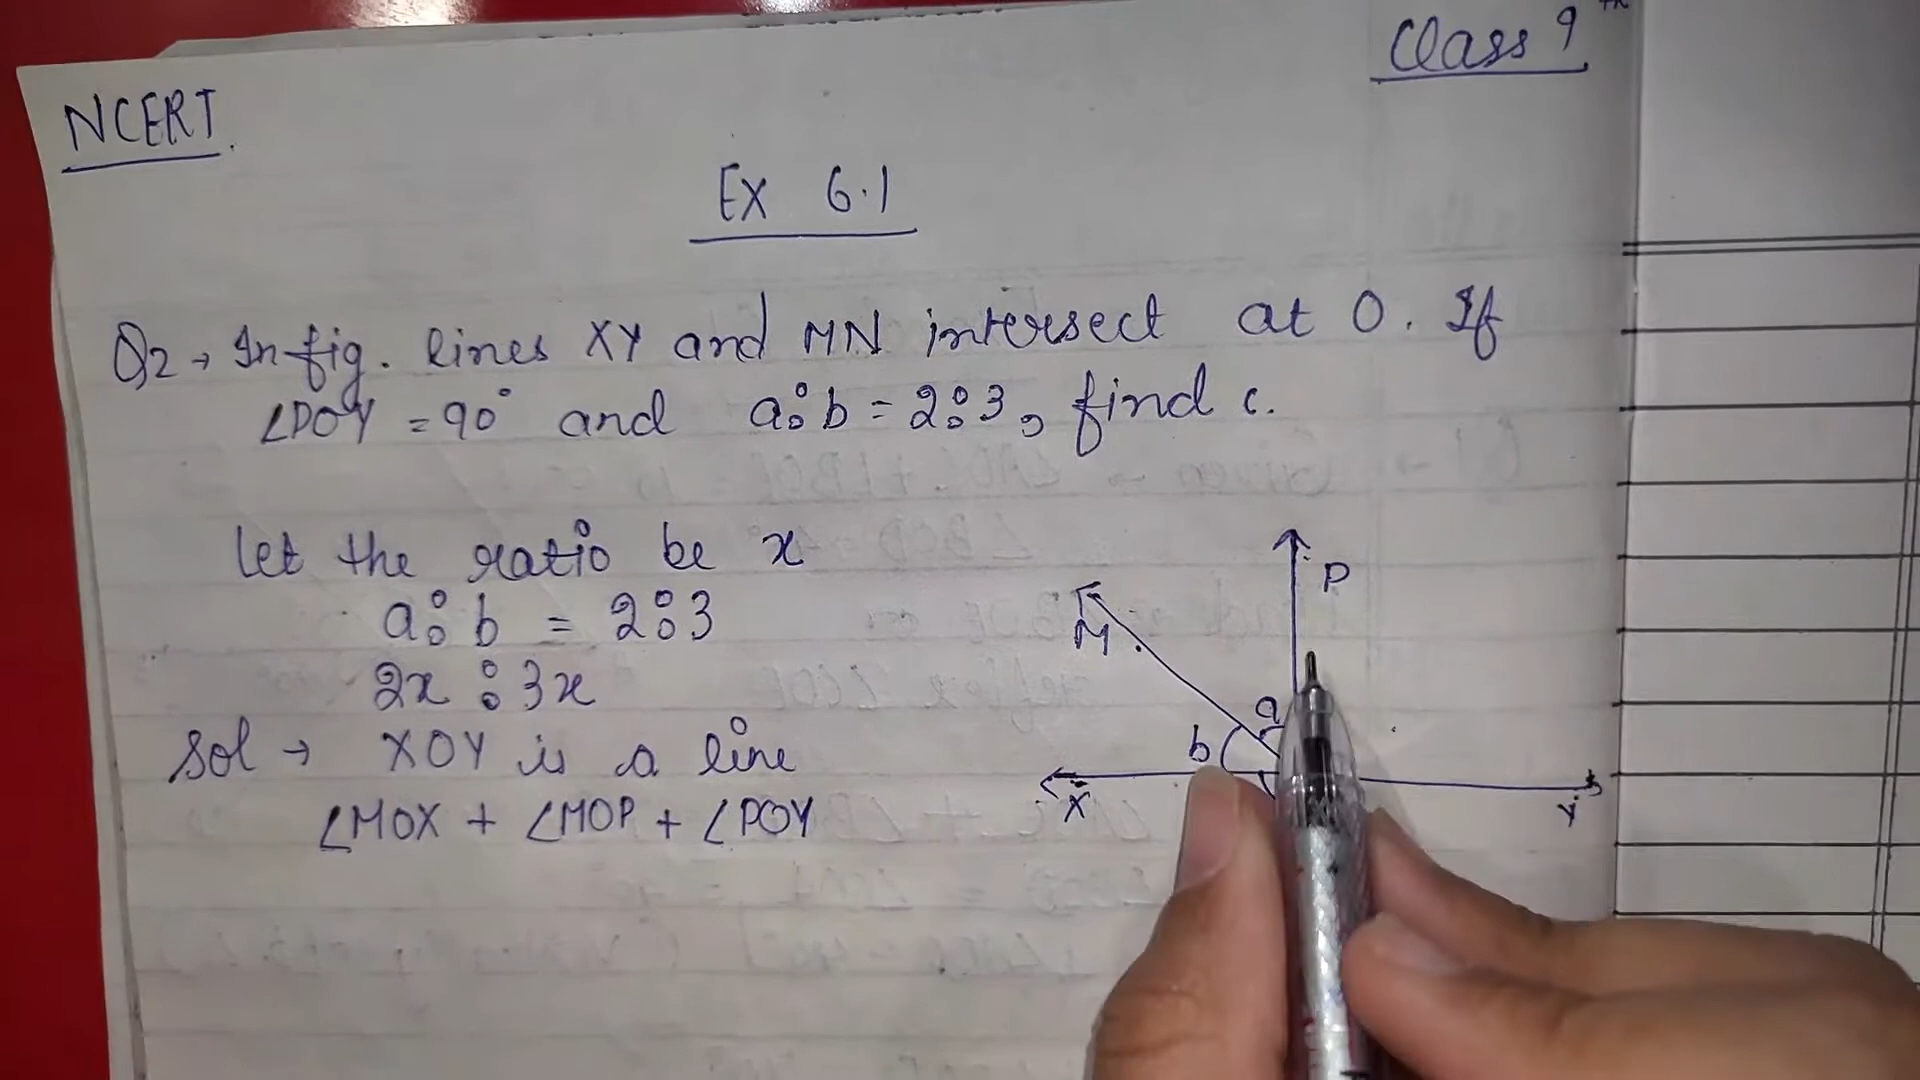 Class 9th
NCERT.
Ex 6.1
Q2→ In fig. lines XY and MN intersect at O. If
∠POY = 90° and a:b = 2:3, find c.
let the ratio be x
a:b = 2:3
2x : 3x
Sol → XOY is a line
∠MOX + ∠MOP + ∠POY
P
M
a
b
X
Y